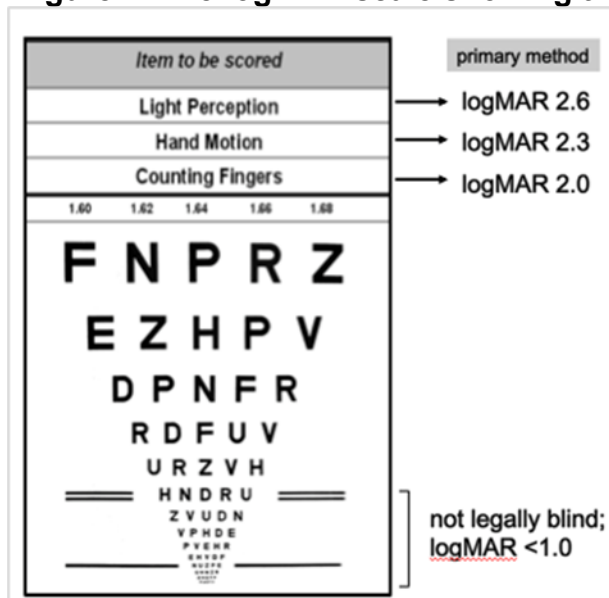 Item to be scored
primary method
Light Perception
logMAR 2.6
Hand Motion
logMAR 2.3
Counting Fingers
logMAR 2.0
1.60 1.62 1.64 1.66 1.68
F N P R Z
E Z H P V
D P N F R
R D F U V
U R Z V H
H N D R U
Z V U D N
V P H D E
P V E H R
not legally blind;
logMAR <1.0